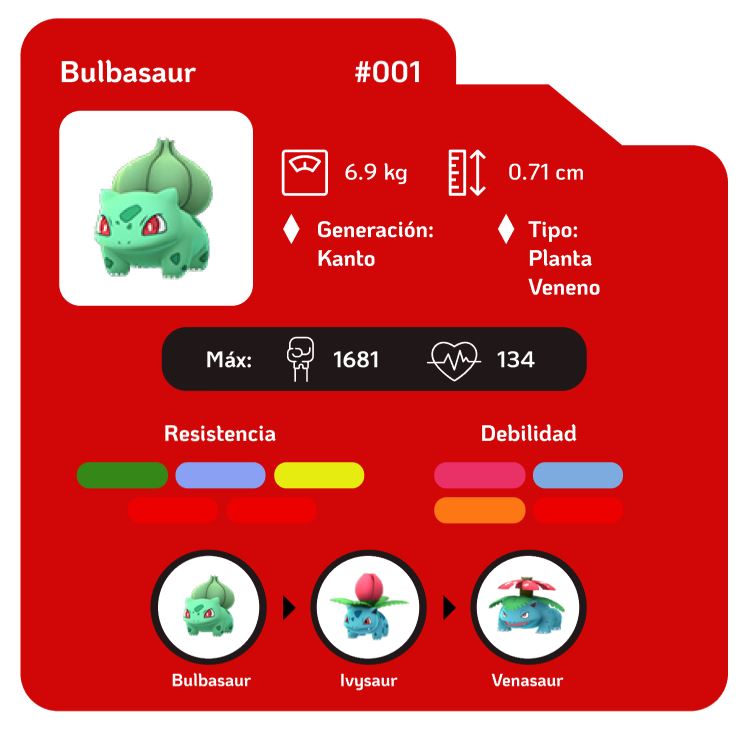 Bulbasaur #001
6.9 kg 0.71 cm
Generación:
Kanto
Tipo:
Planta
Veneno
Máx: 1681 134
Resistencia Debilidad
Bulbasaur Ivysaur Venasaur